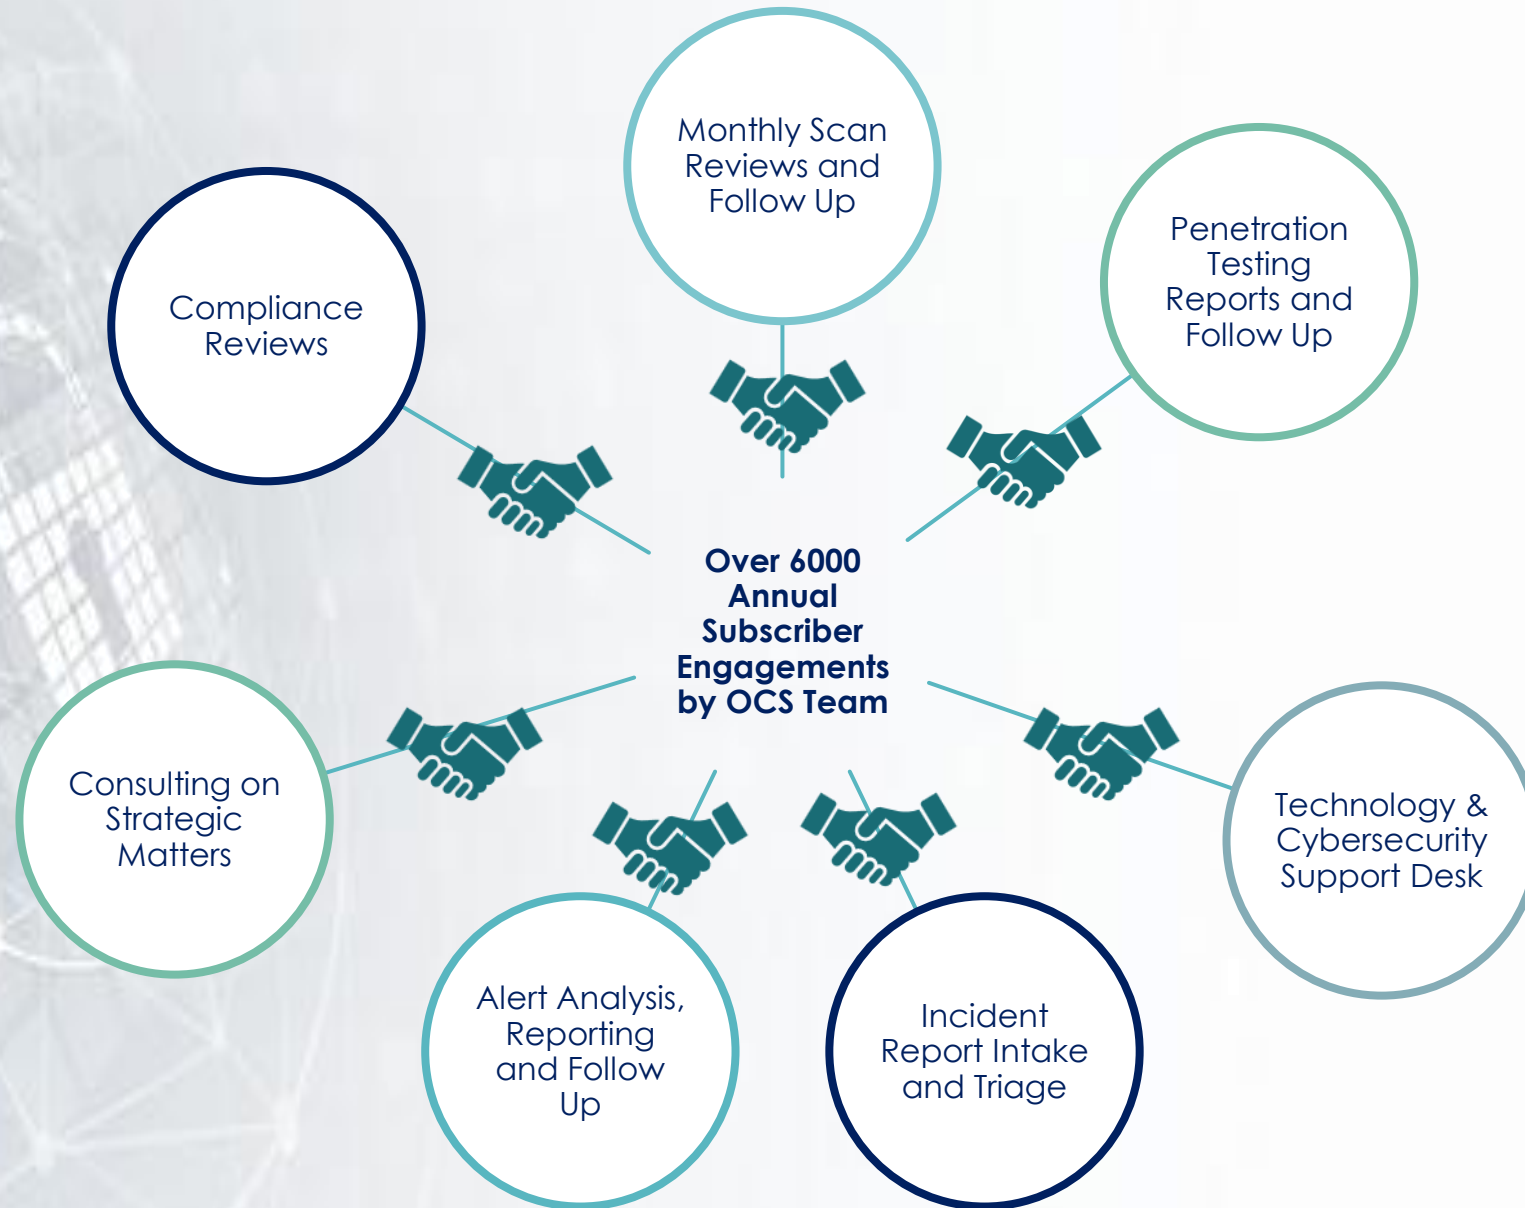 Monthly Scan
Reviews and
Follow Up
Penetration
Testing
Reports and
Follow Up
Compliance
Reviews
Over 6000
Annual
Subscriber
Engagements
by OCS Team
Consulting on
Strategic
Matters
Technology &
Cybersecurity
Support Desk
Alert Analysis,
Reporting
and Follow
Up
Incident
Report Intake
and Triage